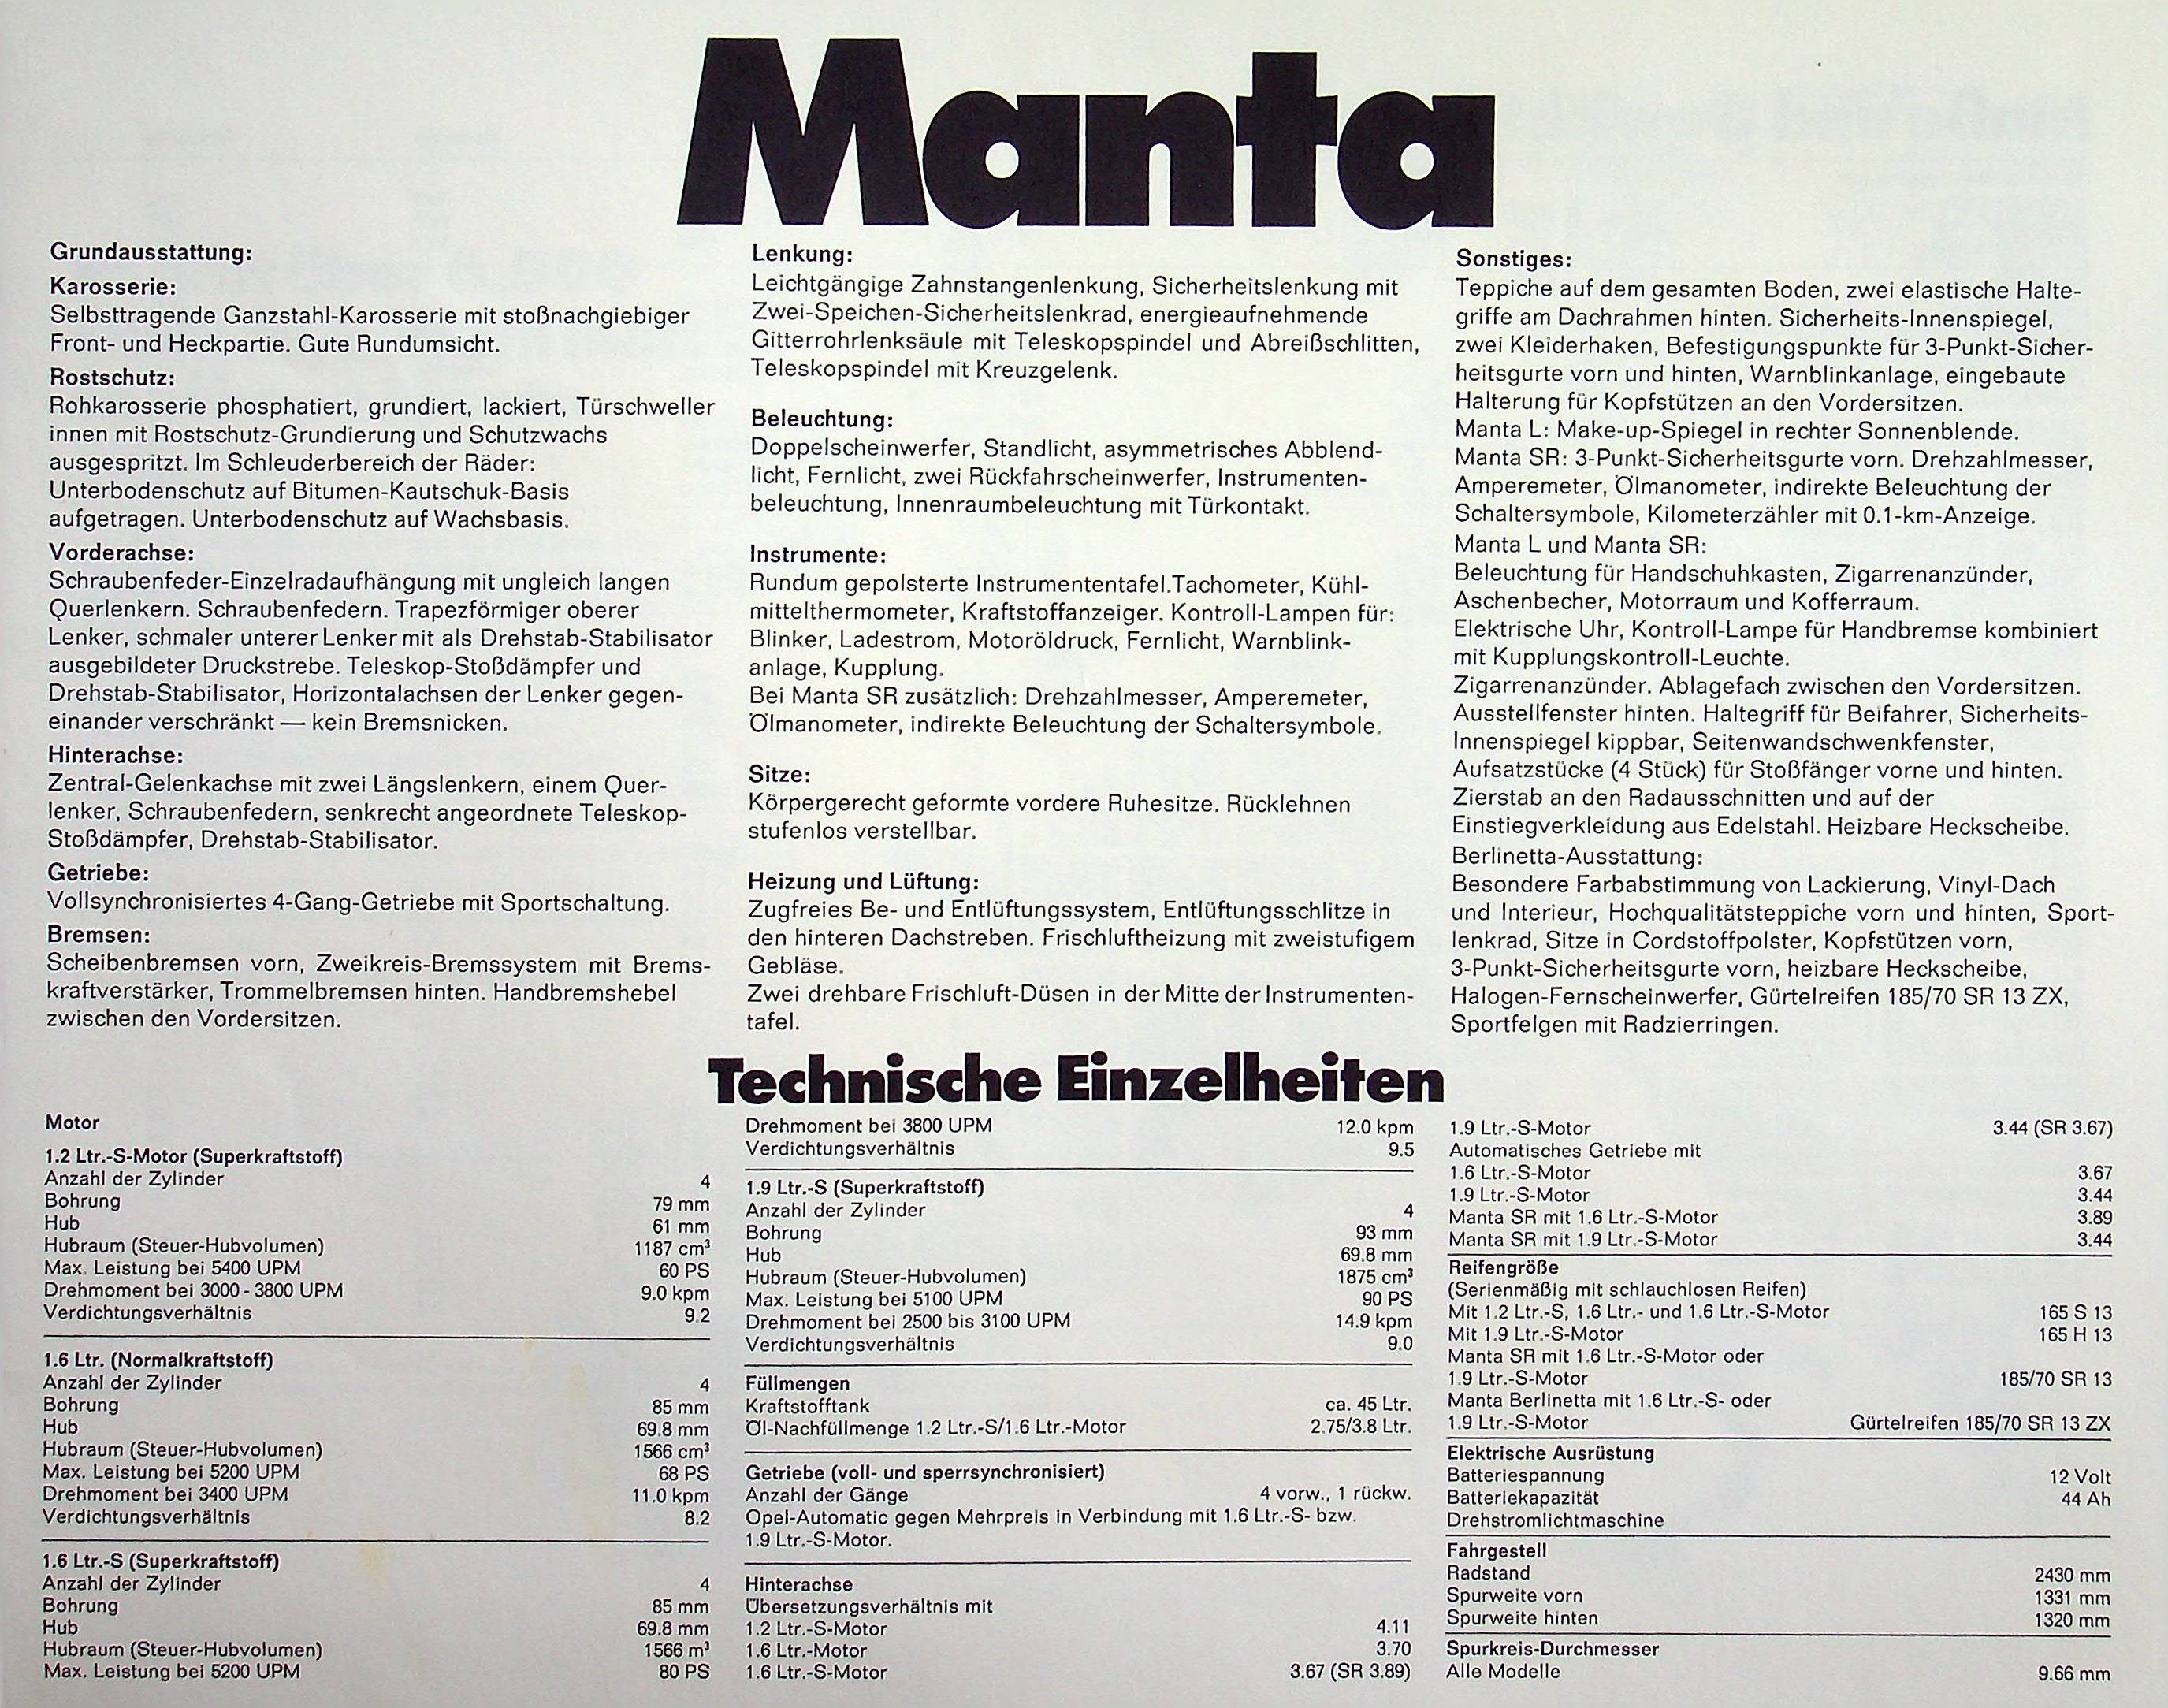 Manta
Grundausstattung:
Karosserie:
Selbsttragende Ganzstahl-Karosserie mit stoßnachgiebiger
Front- und Heckpartie. Gute Rundumsicht.
Rostschutz:
Rohkarosserie phosphatiert, grundiert, lackiert, Türschweller
innen mit Rostschutz-Grundierung und Schutzwachs
ausgespritzt. Im Schleuderbereich der Räder:
Unterbodenschutz auf Bitumen-Kautschuk-Basis
aufgetragen. Unterbodenschutz auf Wachsbasis.
Vorderachse:
Schraubenfeder-Einzelradaufhängung mit ungleich langen
Querlenkern. Schraubenfedern. Trapezförmiger oberer
Lenker, schmaler unterer Lenker mit als Drehstab-Stabilisator
ausgebildeter Druckstrebe. Teleskop-Stoßdämpfer und
Drehstab-Stabilisator, Horizontalachsen der Lenker gegen-
einander verschränkt — kein Bremsnicken.
Hinterachse:
Zentral-Gelenkachse mit zwei Längslenkern, einem Quer-
lenker, Schraubenfedern, senkrecht angeordnete Teleskop-
Stoßdämpfer, Drehstab-Stabilisator.
Getriebe:
Vollsynchronisiertes 4-Gang-Getriebe mit Sportschaltung.
Bremsen:
Scheibenbremsen vorn, Zweikreis-Bremssystem mit Brems-
kraftverstärker, Trommelbremsen hinten. Handbremshebel
zwischen den Vordersitzen.
Lenkung:
Leichtgängige Zahnstangenlenkung, Sicherheitslenkung mit
Zwei-Speichen-Sicherheitslenkrad, energieaufnehmende
Gitterrohrlenksäule mit Teleskopspindel und Abreißschlitten,
Teleskopspindel mit Kreuzgelenk.
Beleuchtung:
Doppelscheinwerfer, Standlicht, asymmetrisches Abblend-
licht, Fernlicht, zwei Rückfahrscheinwerfer, Instrumenten-
beleuchtung, Innenraumbeleuchtung mit Türkontakt.
Instrumente:
Rundum gepolsterte Instrumententafel.Tachometer, Kühl-
mittelthermometer, Kraftstoffanzeiger. Kontroll-Lampen für:
Blinker, Ladestrom, Motoröldruck, Fernlicht, Warnblink-
anlage, Kupplung.
Bei Manta SR zusätzlich: Drehzahlmesser, Amperemeter,
Ölmanometer, indirekte Beleuchtung der Schaltersymbole.
Sitze:
Körpergerecht geformte vordere Ruhesitze. Rücklehnen
stufenlos verstellbar.
Heizung und Lüftung:
Zugfreies Be- und Entlüftungssystem, Entlüftungsschlitze in
den hinteren Dachstreben. Frischluftheizung mit zweistufigem
Gebläse.
Zwei drehbare Frischluft-Düsen in der Mitte der Instrumenten-
tafel.
Sonstiges:
Teppiche auf dem gesamten Boden, zwei elastische Halte-
griffe am Dachrahmen hinten. Sicherheits-Innenspiegel,
zwei Kleiderhaken, Befestigungspunkte für 3-Punkt-Sicher-
heitsgurte vorn und hinten, Warnblinkanlage, eingebaute
Halterung für Kopfstützen an den Vordersitzen.
Manta L: Make-up-Spiegel in rechter Sonnenblende.
Manta SR: 3-Punkt-Sicherheitsgurte vorn. Drehzahlmesser,
Amperemeter, Ölmanometer, indirekte Beleuchtung der
Schaltersymbole, Kilometerzähler mit 0.1-km-Anzeige.
Manta L und Manta SR:
Beleuchtung für Handschuhkasten, Zigarrenanzünder,
Aschenbecher, Motorraum und Kofferraum.
Elektrische Uhr, Kontroll-Lampe für Handbremse kombiniert
mit Kupplungskontroll-Leuchte.
Zigarrenanzünder. Ablagefach zwischen den Vordersitzen.
Ausstellfenster hinten. Haltegriff für Beifahrer, Sicherheits-
Innenspiegel kippbar, Seitenwandschwenkfenster,
Aufsatzstücke (4 Stück) für Stoßfänger vorne und hinten.
Zierstab an den Radausschnitten und auf der
Einstiegverkleidung aus Edelstahl. Heizbare Heckscheibe.
Berlinetta-Ausstattung:
Besondere Farbabstimmung von Lackierung, Vinyl-Dach
und Interieur, Hochqualitätsteppiche vorn und hinten, Sport-
lenkrad, Sitze in Cordstoffpolster, Kopfstützen vorn,
3-Punkt-Sicherheitsgurte vorn, heizbare Heckscheibe,
Halogen-Fernscheinwerfer, Gürtelreifen 185/70 SR 13 ZX,
Sportfelgen mit Radzierringen.
Technische Einzelheiten
Motor
1.2 Ltr.-S-Motor (Superkraftstoff)
Anzahl der Zylinder 4
Bohrung 79 mm
Hub 61 mm
Hubraum (Steuer-Hubvolumen) 1187 cm³
Max. Leistung bei 5400 UPM 60 PS
Drehmoment bei 3000 - 3800 UPM 9.0 kpm
Verdichtungsverhältnis 9.2
1.6 Ltr. (Normalkraftstoff)
Anzahl der Zylinder 4
Bohrung 85 mm
Hub 69.8 mm
Hubraum (Steuer-Hubvolumen) 1566 cm³
Max. Leistung bei 5200 UPM 68 PS
Drehmoment bei 3400 UPM 11.0 kpm
Verdichtungsverhältnis 8.2
1.6 Ltr.-S (Superkraftstoff)
Anzahl der Zylinder 4
Bohrung 85 mm
Hub 69.8 mm
Hubraum (Steuer-Hubvolumen) 1566 m³
Max. Leistung bei 5200 UPM 80 PS
Drehmoment bei 3800 UPM 12.0 kpm
Verdichtungsverhältnis 9.5
1.9 Ltr.-S (Superkraftstoff)
Anzahl der Zylinder 4
Bohrung 93 mm
Hub 69.8 mm
Hubraum (Steuer-Hubvolumen) 1875 cm³
Max. Leistung bei 5100 UPM 90 PS
Drehmoment bei 2500 bis 3100 UPM 14.9 kpm
Verdichtungsverhältnis 9.0
Füllmengen
Kraftstofftank ca. 45 Ltr.
Öl-Nachfüllmenge 1.2 Ltr.-S/1.6 Ltr.-Motor 2.75/3.8 Ltr.
Getriebe (voll- und sperrsynchronisiert)
Anzahl der Gänge 4 vorw., 1 rückw.
Opel-Automatic gegen Mehrpreis in Verbindung mit 1.6 Ltr.-S- bzw.
1.9 Ltr.-S-Motor.
Hinterachse
Übersetzungsverhältnis mit
1.2 Ltr.-S-Motor 4.11
1.6 Ltr.-Motor 3.70
1.6 Ltr.-S-Motor 3.67 (SR 3.89)
1.9 Ltr.-S-Motor 3.44 (SR 3.67)
Automatisches Getriebe mit
1.6 Ltr.-S-Motor 3.67
1.9 Ltr.-S-Motor 3.44
Manta SR mit 1.6 Ltr.-S-Motor 3.89
Manta SR mit 1.9 Ltr.-S-Motor 3.44
Reifengröße
(Serienmäßig mit schlauchlosen Reifen)
Mit 1.2 Ltr.-S, 1.6 Ltr.- und 1.6 Ltr.-S-Motor 165 S 13
Mit 1.9 Ltr.-S-Motor 165 H 13
Manta SR mit 1.6 Ltr.-S-Motor oder
1.9 Ltr.-S-Motor 185/70 SR 13
Manta Berlinetta mit 1.6 Ltr.-S- oder
1.9 Ltr.-S-Motor Gürtelreifen 185/70 SR 13 ZX
Elektrische Ausrüstung
Batteriespannung 12 Volt
Batteriekapazität 44 Ah
Drehstromlichtmaschine
Fahrgestell
Radstand 2430 mm
Spurweite vorn 1331 mm
Spurweite hinten 1320 mm
Spurkreis-Durchmesser
Alle Modelle 9.66 mm